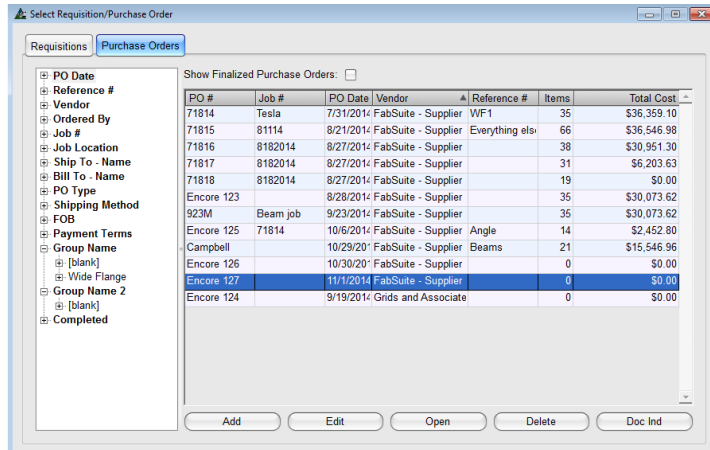 Select Requisition/Purchase Order
Requisitions Purchase Orders
PO Date
Reference #
Vendor
Ordered By
Job #
Job Location
Ship To - Name
Bill To - Name
PO Type
Shipping Method
FOB
Payment Terms
Group Name
[blank]
Wide Flange
Group Name 2
[blank]
Completed
Show Finalized Purchase Orders:
PO # Job # PO Date Vendor Reference # Items Total Cost
71814 Tesla 7/31/2014 FabSuite - Supplier WF1 35 $36,359.10
71815 81114 8/21/2014 FabSuite - Supplier Everything else 66 $36,546.98
71816 8182014 8/27/2014 FabSuite - Supplier 38 $30,951.30
71817 8182014 8/27/2014 FabSuite - Supplier 31 $6,203.63
71818 8182014 8/27/2014 FabSuite - Supplier 19 $0.00
Encore 123 8/28/2014 FabSuite - Supplier 35 $30,073.62
923M Beam job 9/23/2014 FabSuite - Supplier 35 $30,073.62
Encore 125 71814 10/6/2014 FabSuite - Supplier Angle 14 $2,452.80
Campbell 10/29/201 FabSuite - Supplier Beams 21 $15,546.96
Encore 126 10/30/201 FabSuite - Supplier 0 $0.00
Encore 127 11/1/2014 FabSuite - Supplier 0 $0.00
Encore 124 9/19/2014 Grids and Associate 0 $0.00
Add Edit Open Delete Doc Ind